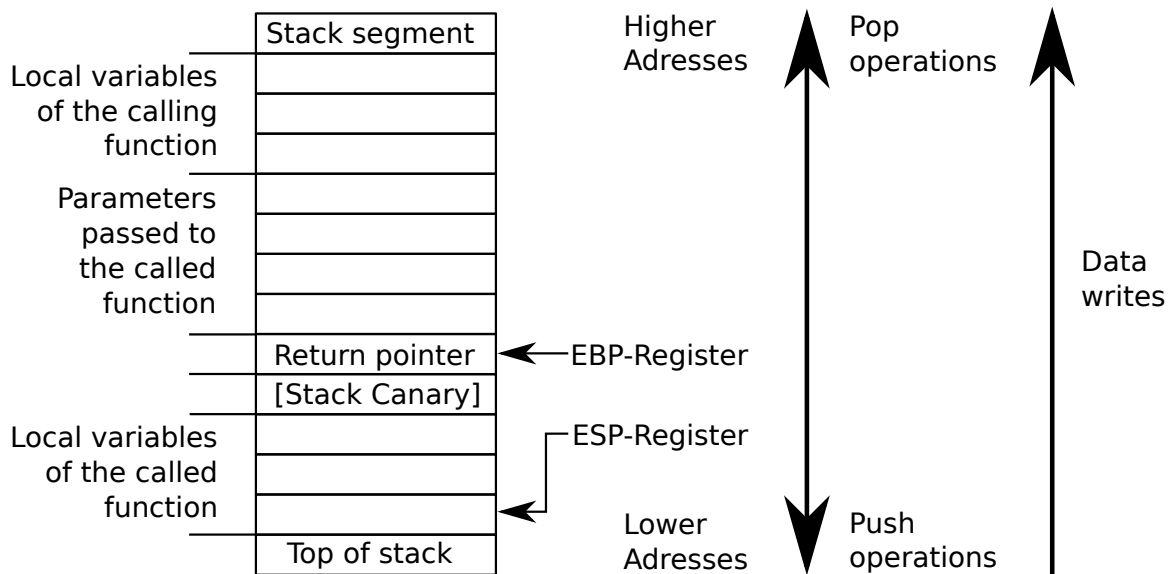 Stack segment
Local variables
of the calling
function
Parameters
passed to
the called
function
Return pointer
[Stack Canary]
Local variables
of the called
function
Top of stack
EBP-Register
ESP-Register
Higher
Adresses
Lower
Adresses
Pop
operations
Push
operations
Data
writes